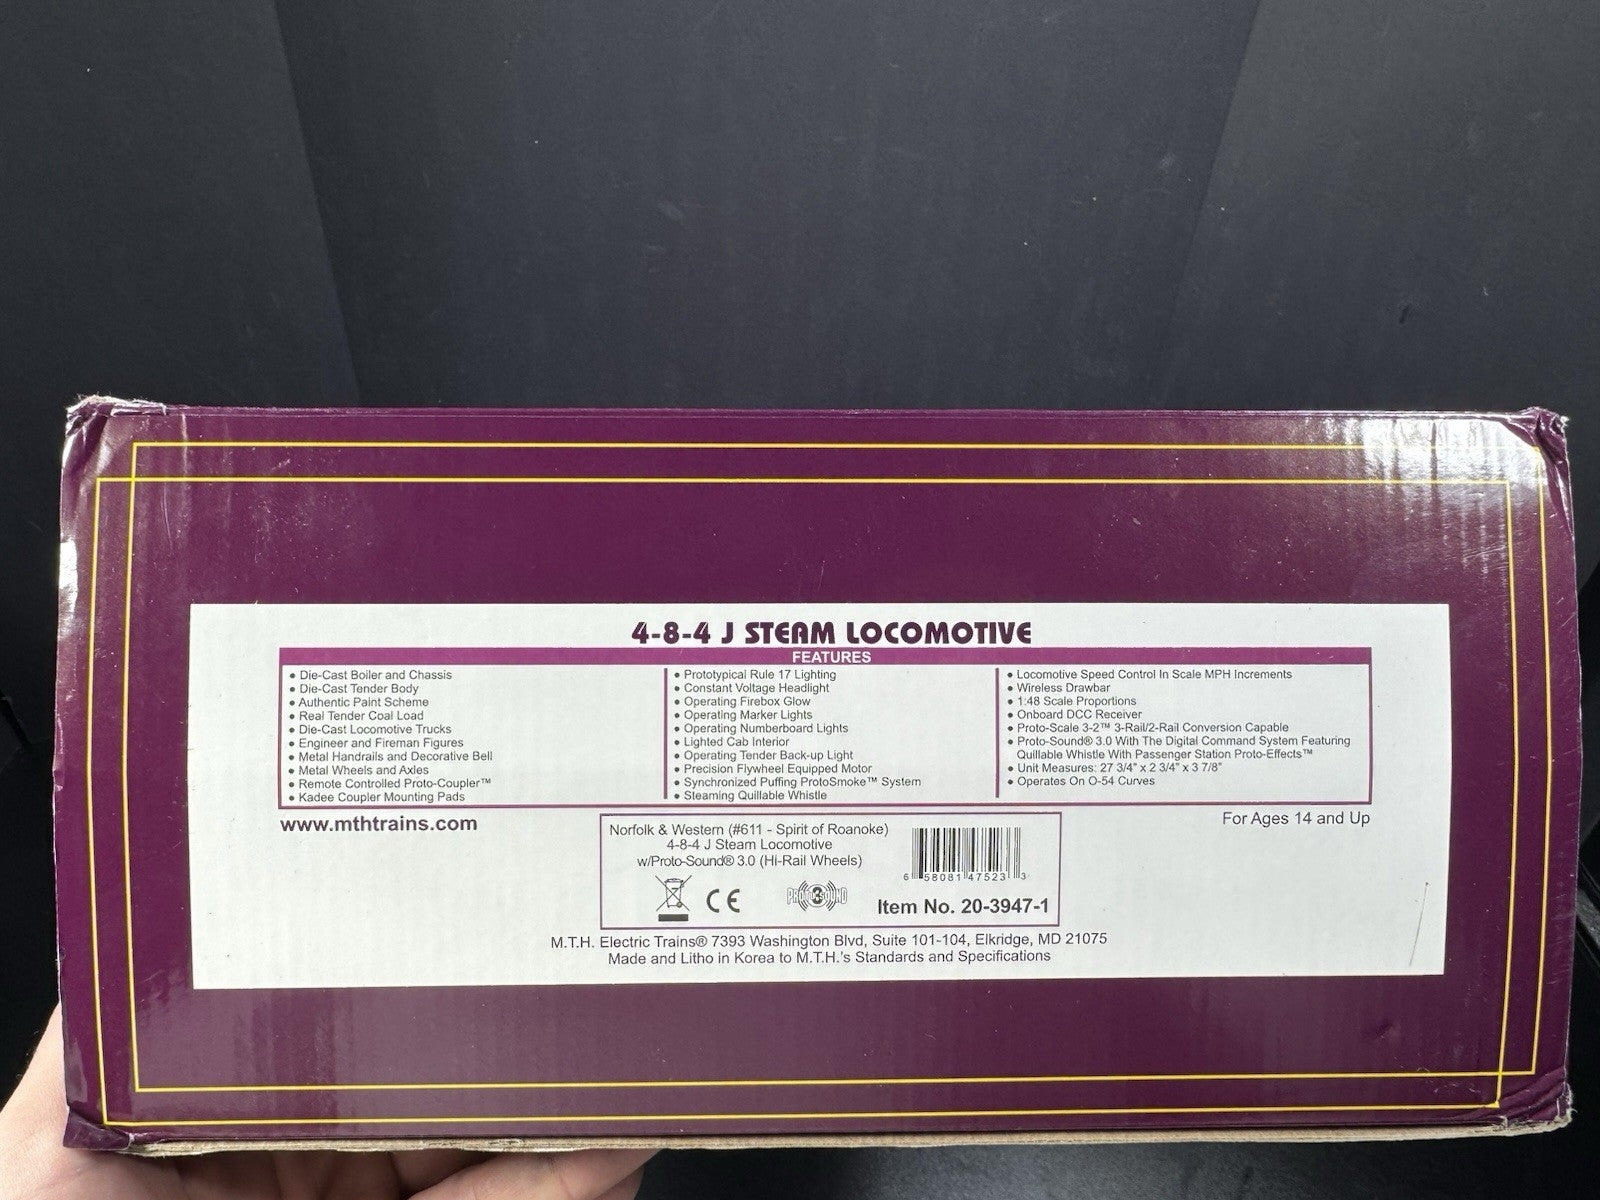 4-8-4 J STEAM LOCOMOTIVE
FEATURES
• Die-Cast Boiler and Chassis
• Die-Cast Tender Body
• Authentic Paint Scheme
• Real Tender Coal Load
• Die-Cast Locomotive Trucks
• Engineer and Fireman Figures
• Metal Handrails and Decorative Bell
• Metal Wheels and Axles
• Remote Controlled Proto-Coupler™
• Kadee Coupler Mounting Pads
• Prototypical Rule 17 Lighting
• Constant Voltage Headlight
• Operating Firebox Glow
• Operating Marker Lights
• Operating Numberboard Lights
• Lighted Cab Interior
• Operating Tender Back-up Light
• Precision Flywheel Equipped Motor
• Synchronized Puffing ProtoSmoke™ System
• Steaming Quillable Whistle
• Locomotive Speed Control In Scale MPH Increments
• Wireless Drawbar
• 1:48 Scale Proportions
• Onboard DCC Receiver
• Proto-Scale 3-2™ 3-Rail/2-Rail Conversion Capable
• Proto-Sound® 3.0 With The Digital Command System Featuring
Quillable Whistle With Passenger Station Proto-Effects™
• Unit Measures: 27 3/4" x 2 3/4" x 3 7/8"
• Operates On O-54 Curves
www.mthtrains.com
For Ages 14 and Up
Norfolk & Western (#611 - Spirit of Roanoke)
4-8-4 J Steam Locomotive
w/Proto-Sound® 3.0 (Hi-Rail Wheels)
6 58081 47523 3
CE
PROTO 3 SOUND
Item No. 20-3947-1
M.T.H. Electric Trains® 7393 Washington Blvd, Suite 101-104, Elkridge, MD 21075
Made and Litho in Korea to M.T.H.'s Standards and Specifications